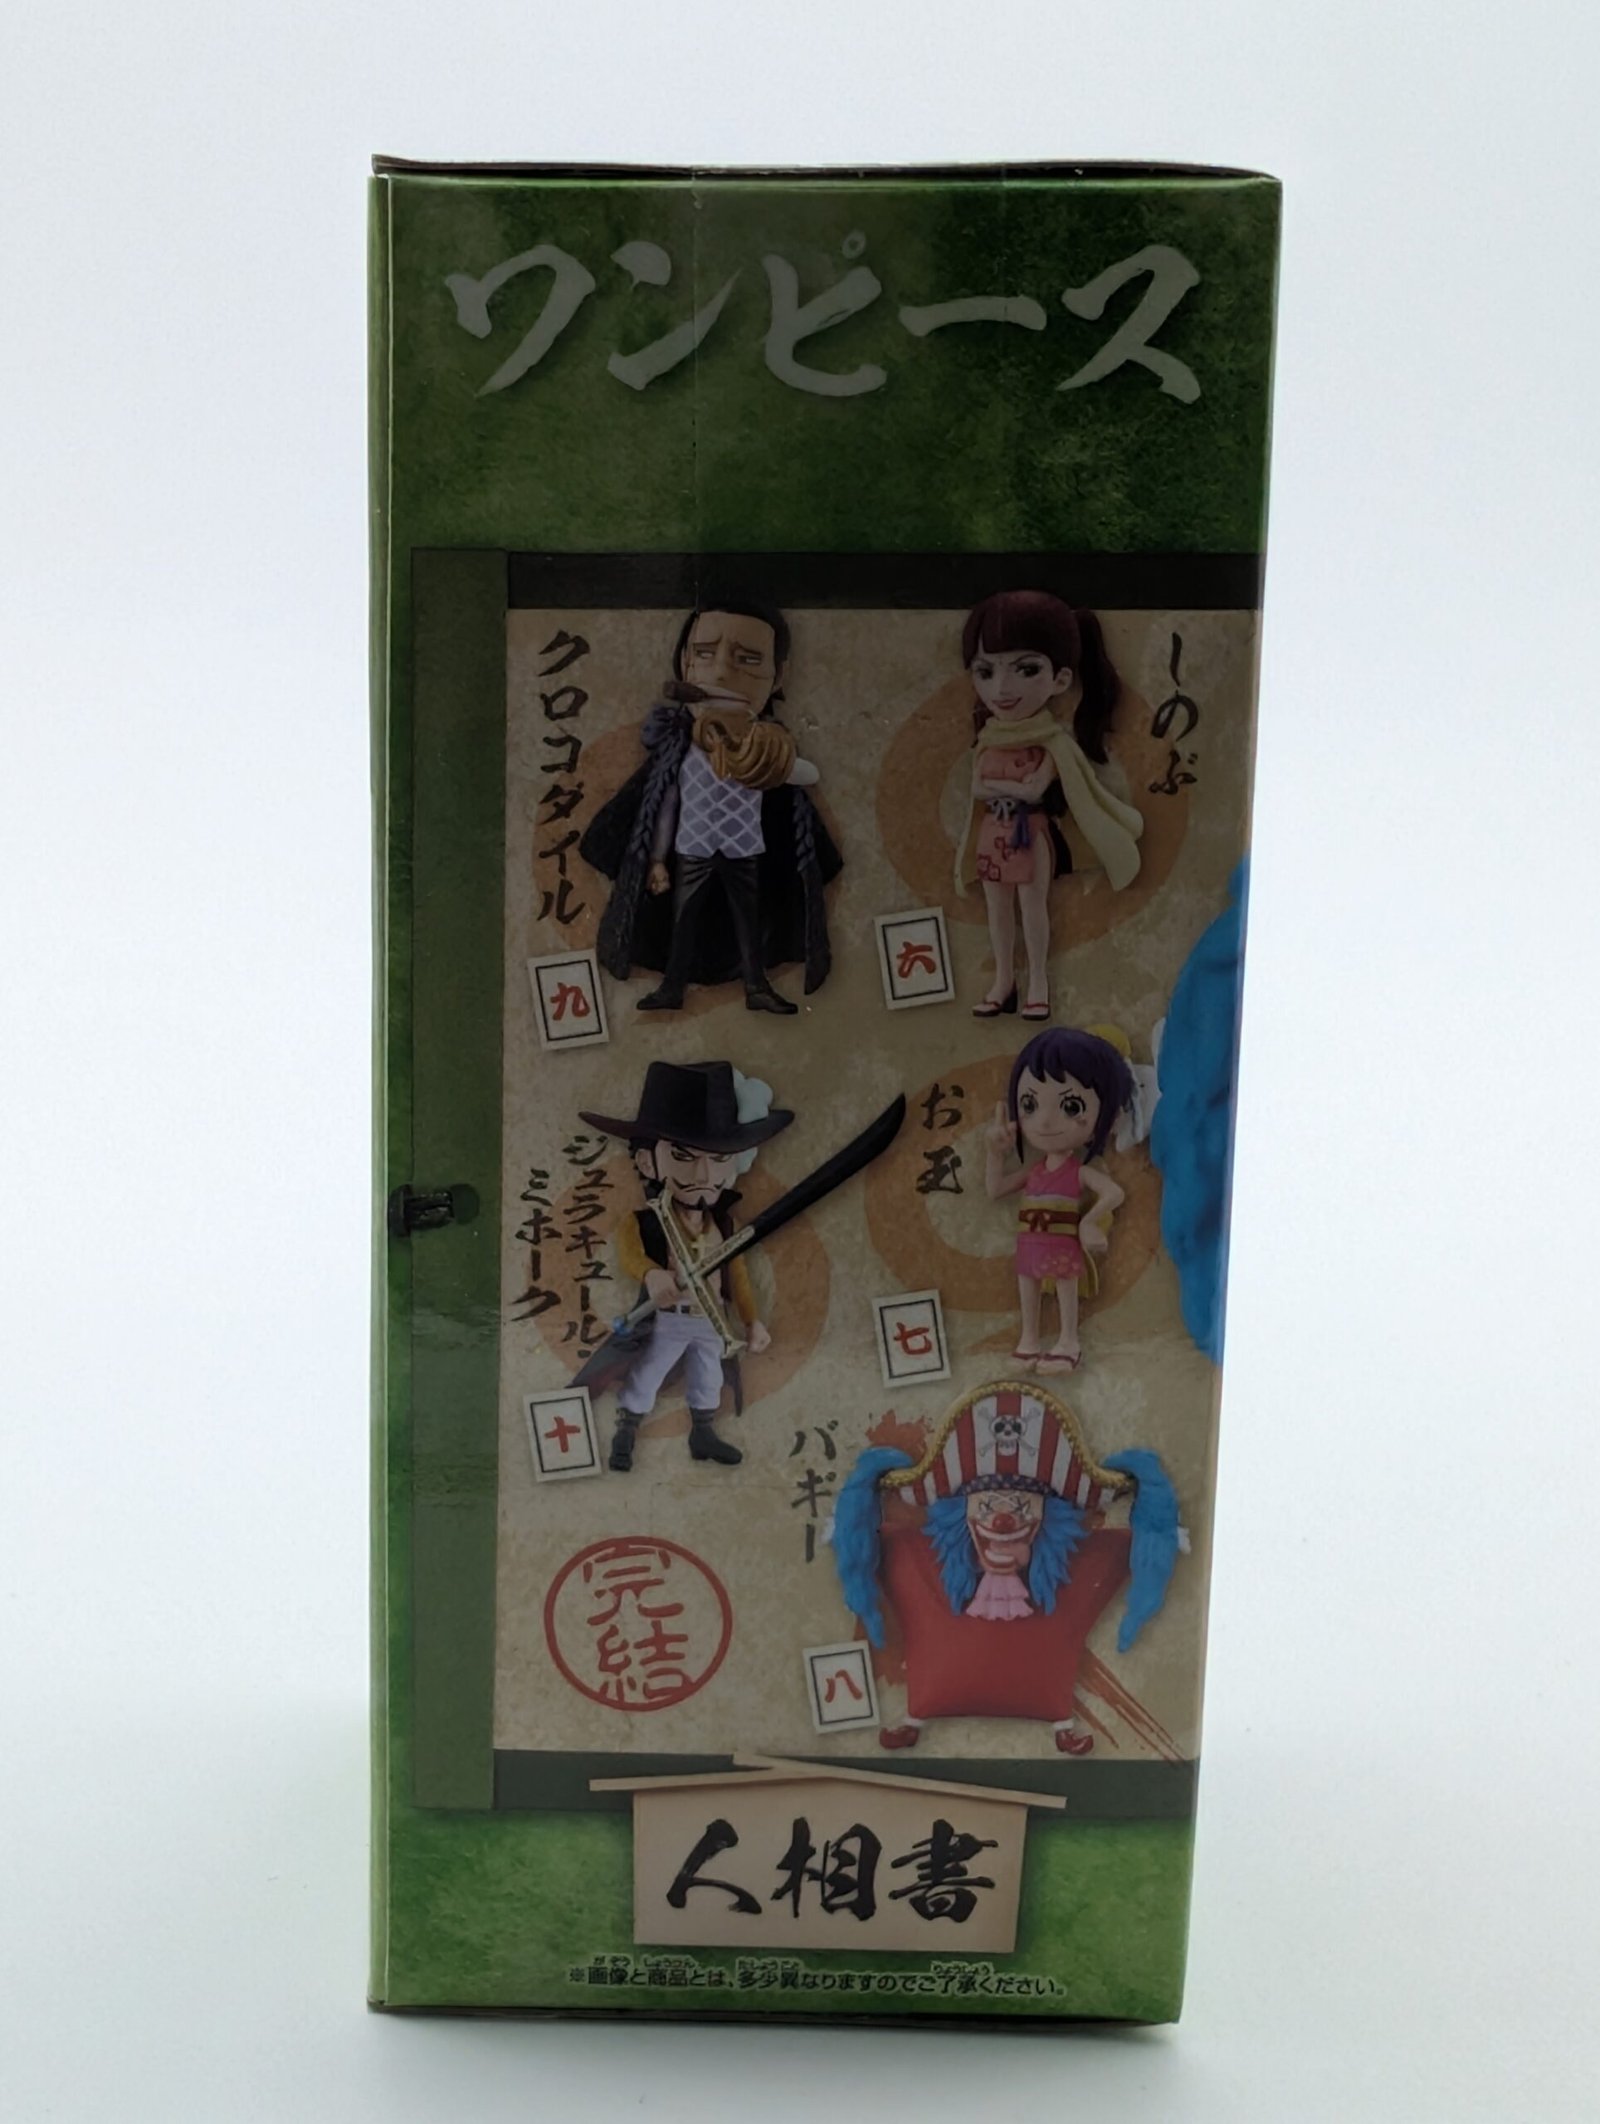 ワンピース
しのぶ
六
お玉
七
バギー
八
クロコダイル
九
ジュラキュール・
ミホーク
十
完結
人相書
※画像と商品とは、多少異なりますのでご了承ください。